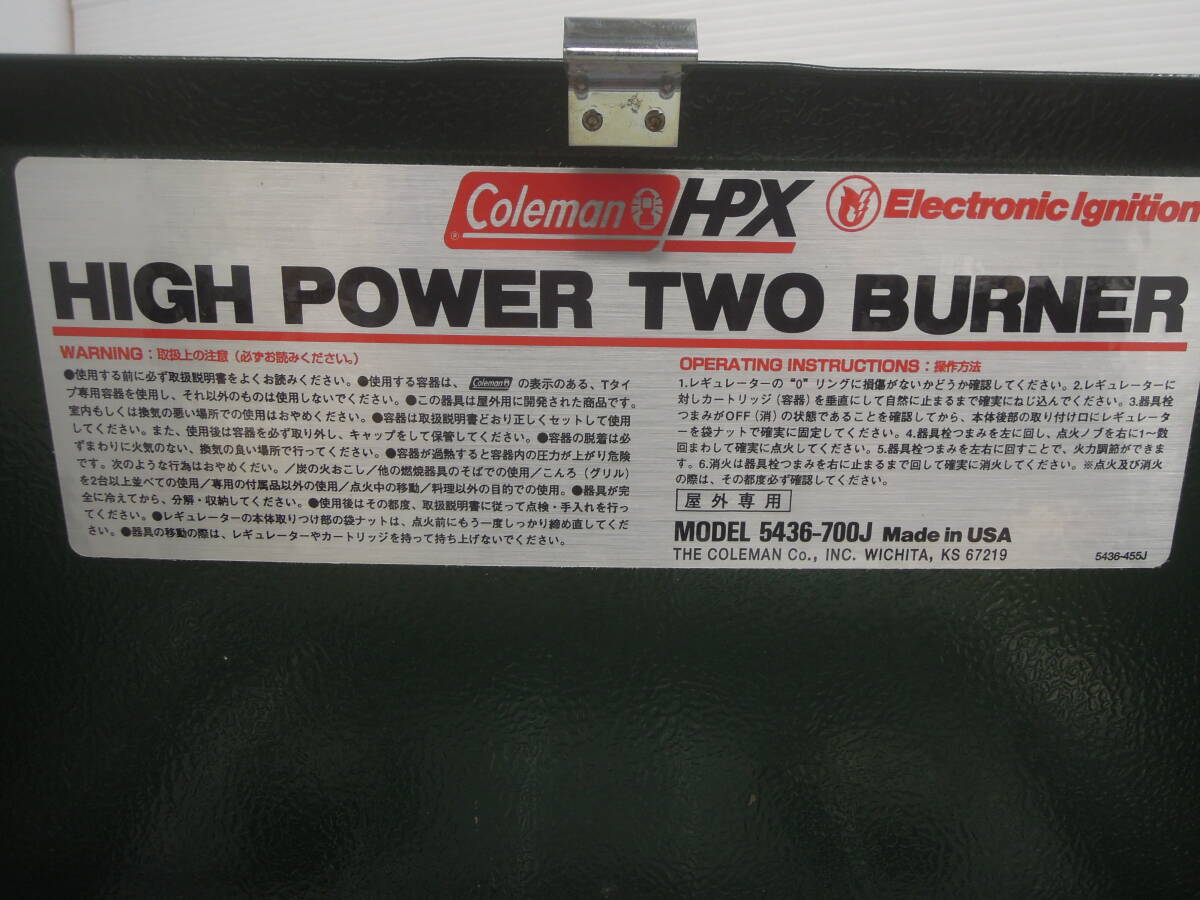 Coleman HPX Electronic Ignition
HIGH POWER TWO BURNER
WARNING：取扱上の注意（必ずお読みください。）
●使用する前に必ず取扱説明書をよくお読みください。●使用する容器は、 Coleman の表示のある、Tタイ
プ専用容器を使用し、それ以外のものは使用しないでください。●この器具は屋外用に開発された商品です。
室内もしくは換気の悪い場所での使用はおやめください。●容器は取扱説明書どおり正しくセットして使用
してください。また、使用後は容器を必ず取り外し、キャップをして保管してください。●容器の脱着は必
ずまわりに火気のない、換気の良い場所で行ってください。●容器が過熱すると容器内の圧力が上がり危険
です。次のような行為はおやめくだい。／炭の火おこし／他の燃焼器具のそばでの使用／こんろ（グリル）
を2台以上並べての使用／専用の付属品以外の使用／点火中の移動／料理以外の目的での使用。●器具が完
全に冷えてから、分解・収納してください。●使用後はその都度、取扱説明書に従って点検・手入れを行っ
てください。●レギュレーターの本体取りつけ部の袋ナットは、点火前にもう一度しっかり締め直してくだ
さい。●器具の移動の際は、レギュレーターやカートリッジを持って持ち上げないでください。
OPERATING INSTRUCTIONS：操作方法
1.レギュレーターの“0”リングに損傷がないかどうか確認してください。2.レギュレーターに
対しカートリッジ（容器）を垂直にして自然に止まるまで確実にねじ込んでください。3.器具栓
つまみがOFF（消）の状態であることを確認してから、本体後部の取り付け口にレギュレータ
ーを袋ナットで確実に固定してください。4.器具栓つまみを左に回し、点火ノブを右に1〜数
回まわして確実に点火してください。5.器具栓つまみを左右に回すことで、火力調節ができま
す。6.消火は器具栓つまみを右に止まるまで回して確実に消火してください。※点火及び消火
の際は、その都度必ず確認してください。
屋外専用
MODEL 5436-700J Made in USA
THE COLEMAN Co., INC. WICHITA, KS 67219
5436-455J